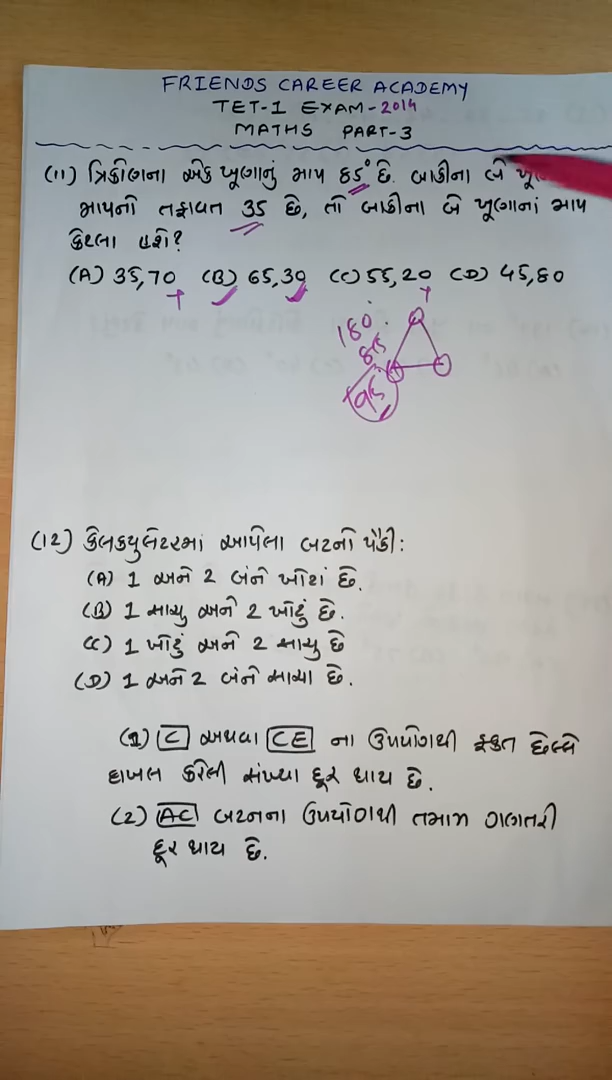 FRIENDS CAREER ACADEMY
TET-1 EXAM-2014
MATHS PART-3
(11) ત્રિકોણના એક ખૂણાનું માપ 85° છે. બાકીના બે
માપનો તફાવત 35 છે, તો બાકીના બે ખૂણાનાં માપ
કેટલા હશે?
(A) 35,70 (B) 65,30 (C) 55,20 (D) 45,80
180
85
95
(12) કેલક્યુલેટરમાં આપેલા બટનો પૈકી:
(A) 1 અને 2 બંને ખોટાં છે.
(B) 1 સાચુ અને 2 ખોટું છે.
(C) 1 ખોટું અને 2 સાચુ છે
(D) 1 અને 2 બંને સાચા છે.
(1) C અથવા CE ના ઉપયોગથી ફક્ત છેલ્લે
દાખલ કરેલી સંખ્યા દૂર થાય છે.
(2) AC બટનના ઉપયોગથી તમામ ગણતરી
દૂર થાય છે.